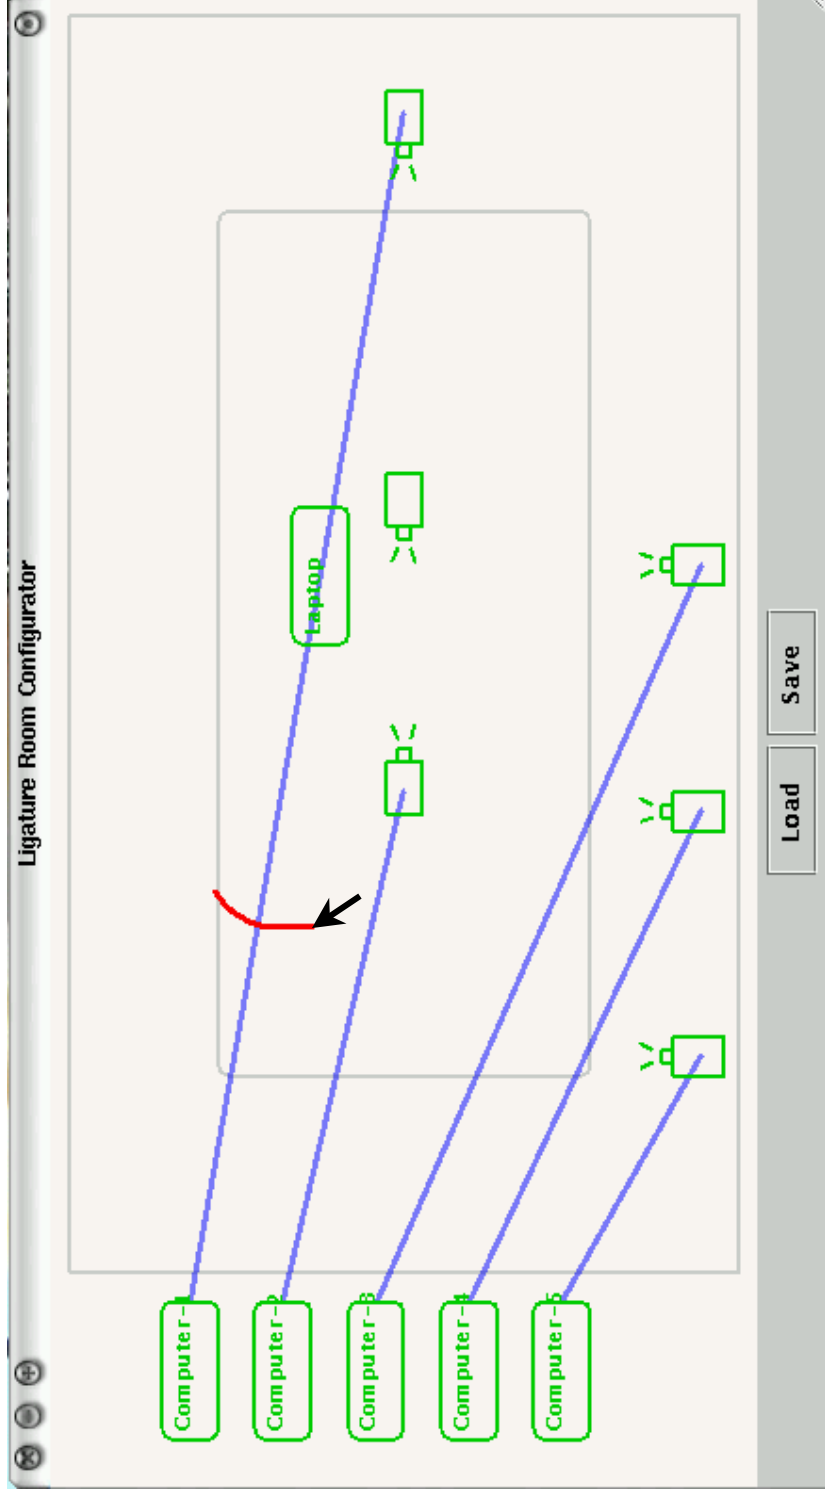 Ligature Room Configurator
Computer-1
Computer-2
Computer-3
Computer-4
Computer-5
Laptop
Load
Save